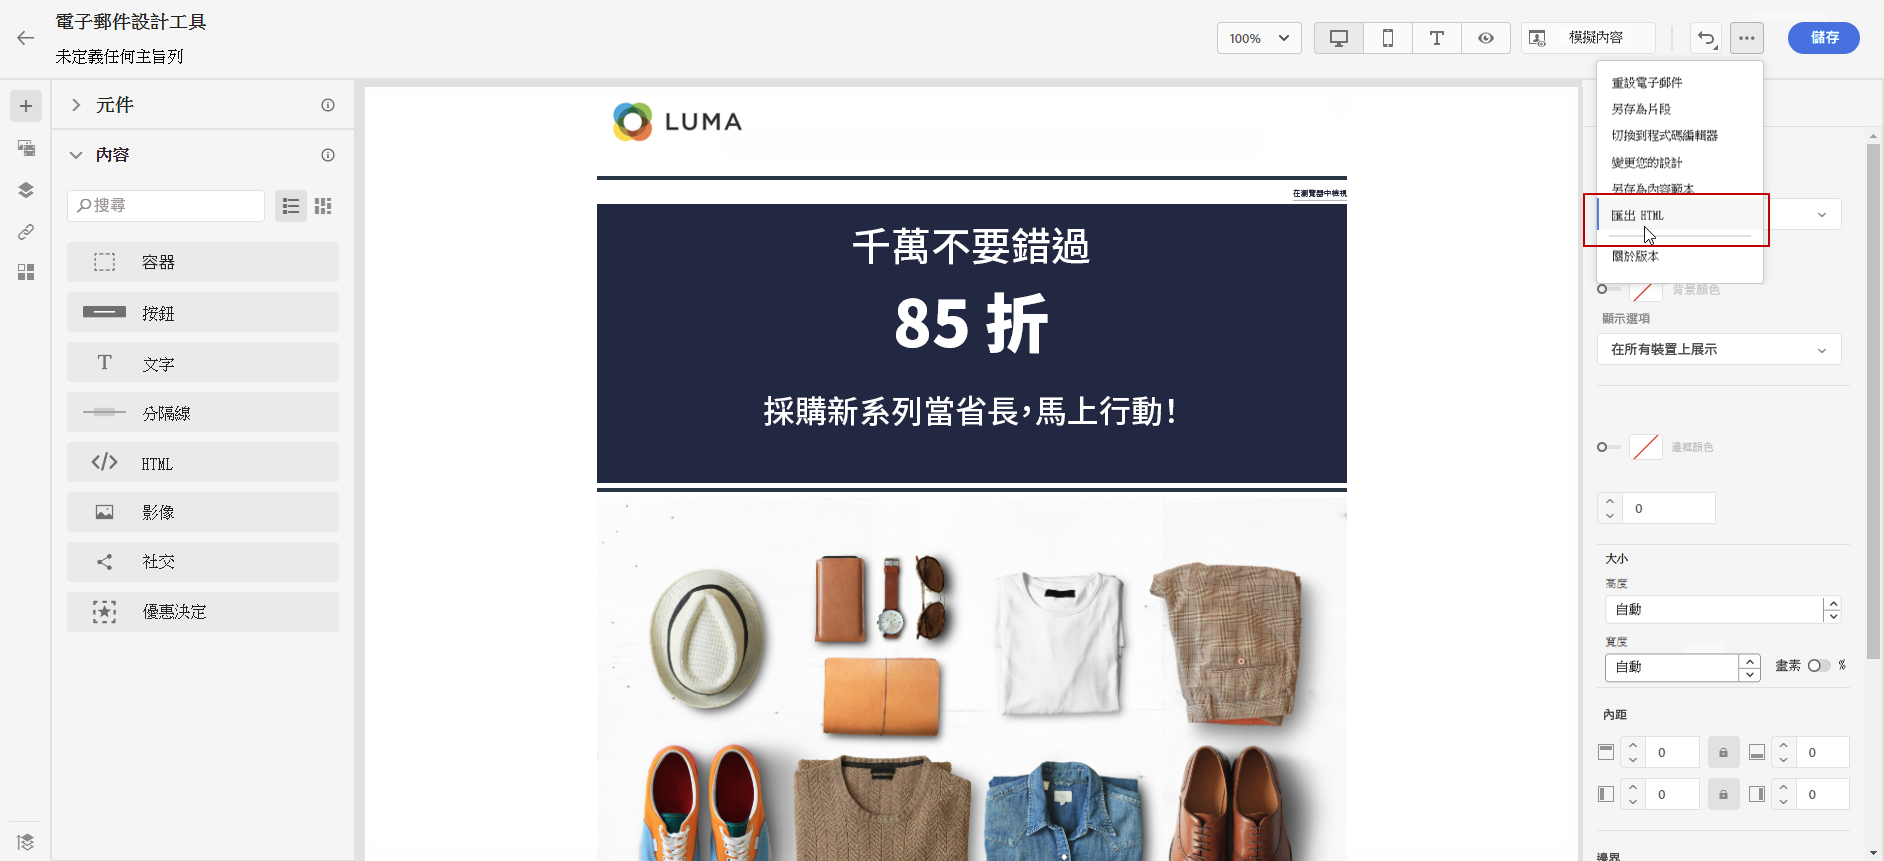 電子郵件設計工具
未定義任何主旨列
100%
模擬內容
儲存
元件
內容
搜尋
容器
按鈕
文字
分隔線
HTML
影像
社交
優惠決定
LUMA
在瀏覽器中檢視
千萬不要錯過
85 折
採購新系列當省長，馬上行動！
重設電子郵件
另存為片段
切換到程式碼編輯器
變更您的設計
另存為內容範本
匯出 HTML
關於版本
背景顏色
顯示選項
在所有裝置上展示
邊框顏色
0
大小
高度
自動
寬度
自動
畫素
%
內距
0
0
0
0
邊界